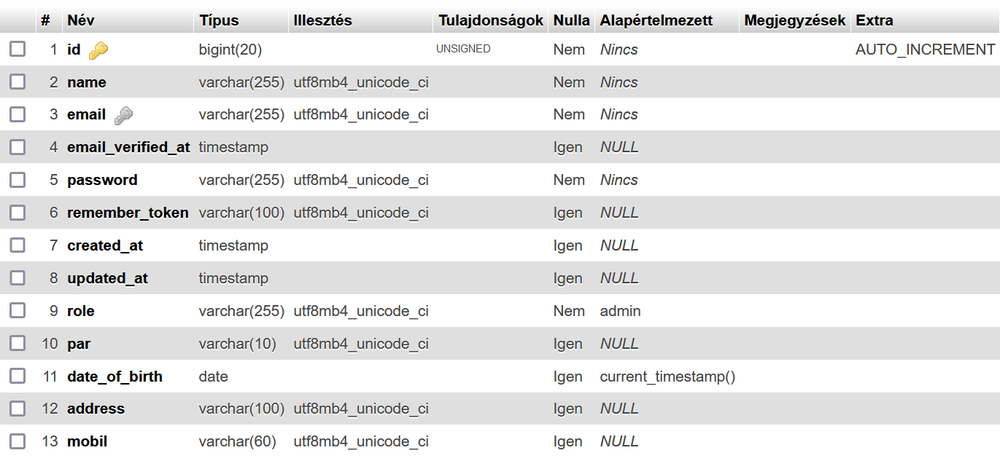 # Név Típus Illesztés Tulajdonságok Nulla Alapértelmezett Megjegyzések Extra
1 id bigint(20) UNSIGNED Nem Nincs AUTO_INCREMENT
2 name varchar(255) utf8mb4_unicode_ci Nem Nincs
3 email varchar(255) utf8mb4_unicode_ci Nem Nincs
4 email_verified_at timestamp Igen NULL
5 password varchar(255) utf8mb4_unicode_ci Nem Nincs
6 remember_token varchar(100) utf8mb4_unicode_ci Igen NULL
7 created_at timestamp Igen NULL
8 updated_at timestamp Igen NULL
9 role varchar(255) utf8mb4_unicode_ci Nem admin
10 par varchar(10) utf8mb4_unicode_ci Igen NULL
11 date_of_birth date Igen current_timestamp()
12 address varchar(100) utf8mb4_unicode_ci Igen NULL
13 mobil varchar(60) utf8mb4_unicode_ci Igen NULL